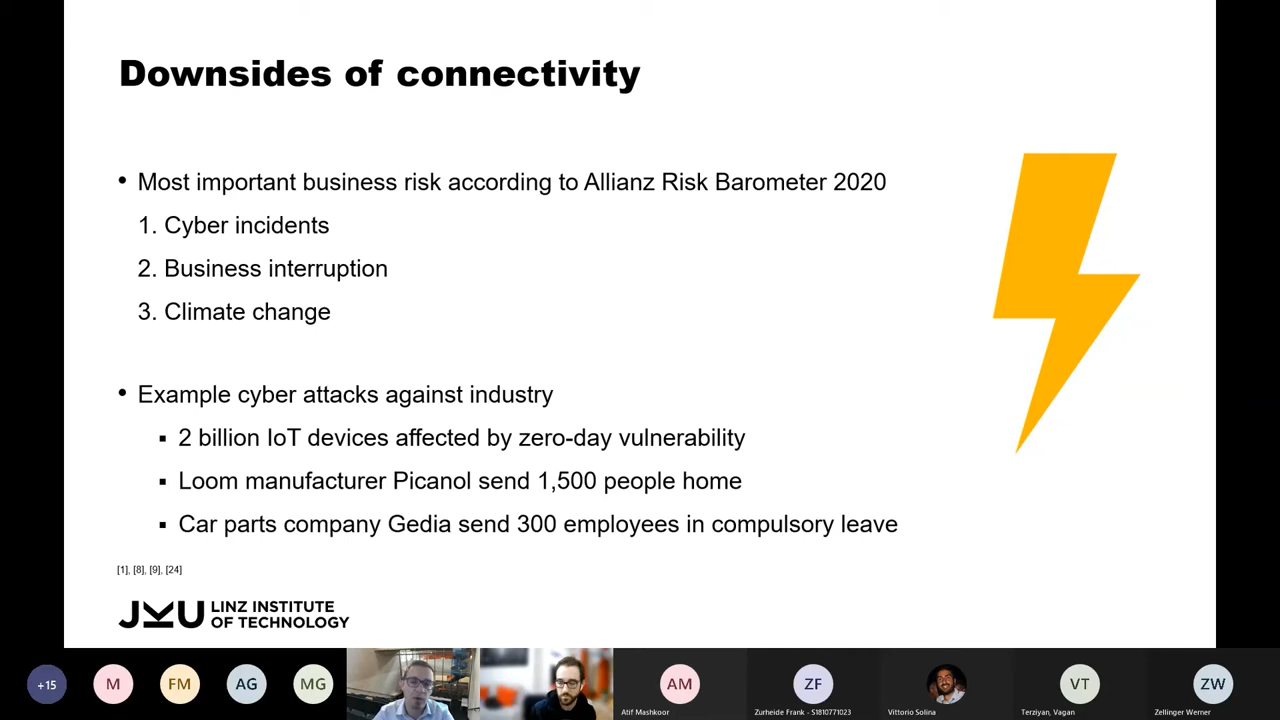 Downsides of connectivity
• Most important business risk according to Allianz Risk Barometer 2020
1. Cyber incidents
2. Business interruption
3. Climate change
• Example cyber attacks against industry
▪ 2 billion IoT devices affected by zero-day vulnerability
▪ Loom manufacturer Picanol send 1,500 people home
▪ Car parts company Gedia send 300 employees in compulsory leave
[1], [8], [9], [24]
JKU LINZ INSTITUTE
OF TECHNOLOGY
+15 M FM AG MG AM ZF VT ZW
Atif Mashkoor Zurheide Frank - S1810771023 Vittorio Solina Terziyan, Vagan Zellinger Werner